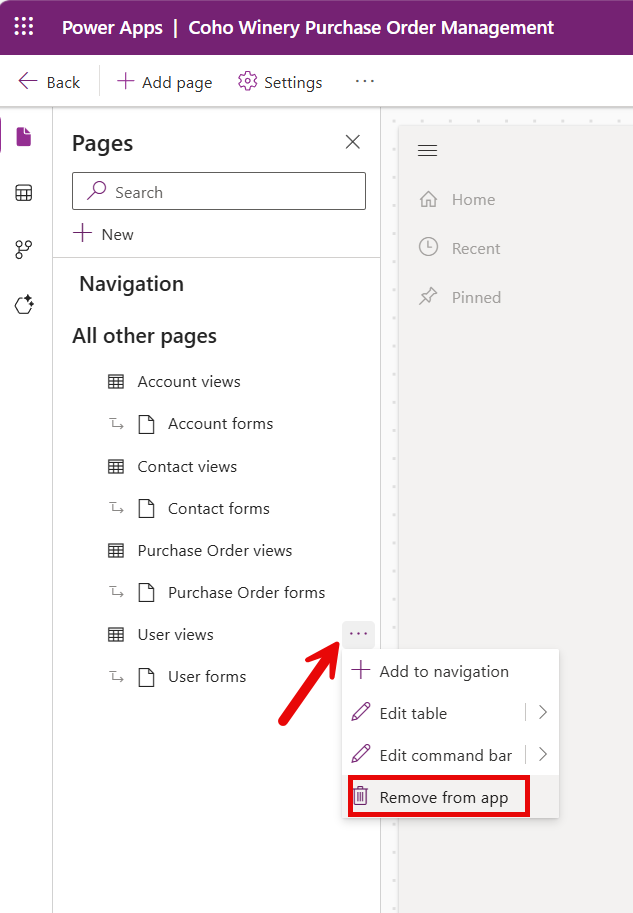 Power Apps | Coho Winery Purchase Order Management
Back
Add page
Settings
...
Pages
Search
New
Navigation
All other pages
Account views
Account forms
Contact views
Contact forms
Purchase Order views
Purchase Order forms
User views
...
User forms
Add to navigation
Edit table
Edit command bar
Remove from app
Home
Recent
Pinned